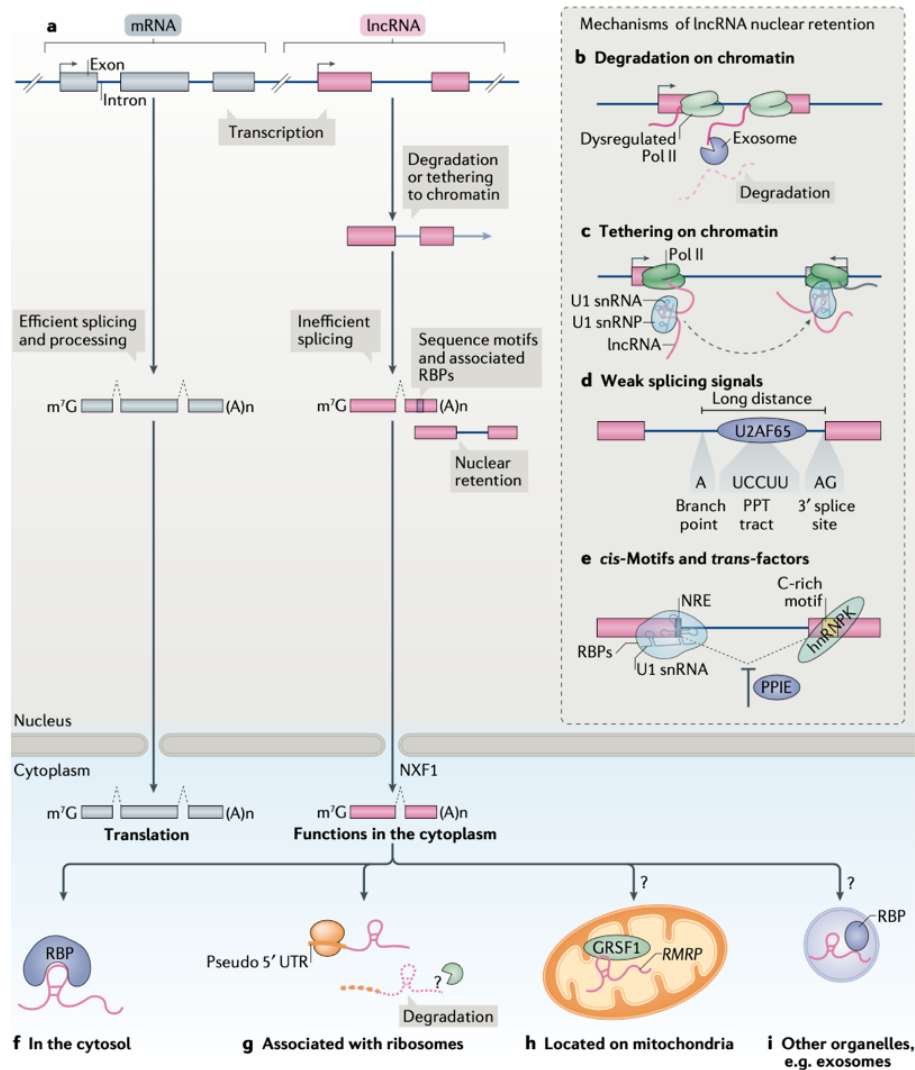 a
mRNA
lncRNA
Exon
Intron
Transcription
Degradation
or tethering
to chromatin
Efficient splicing
and processing
Inefficient
splicing
Sequence motifs
and associated
RBPs
m⁷G
(A)n
m⁷G
(A)n
Nuclear
retention
Mechanisms of lncRNA nuclear retention
b Degradation on chromatin
Dysregulated
Pol II
Exosome
Degradation
c Tethering on chromatin
Pol II
U1 snRNA
U1 snRNP
lncRNA
d Weak splicing signals
Long distance
U2AF65
A
UCCUU
AG
Branch
point
PPT
tract
3′ splice
site
e cis-Motifs and trans-factors
C-rich
motif
NRE
hnRNPK
RBPs
U1 snRNA
PPIE
Nucleus
Cytoplasm
NXF1
m⁷G
(A)n
m⁷G
(A)n
Translation
Functions in the cytoplasm
?
?
RBP
Pseudo 5′ UTR
?
Degradation
GRSF1
RMRP
RBP
f In the cytosol
g Associated with ribosomes
h Located on mitochondria
i Other organelles,
e.g. exosomes